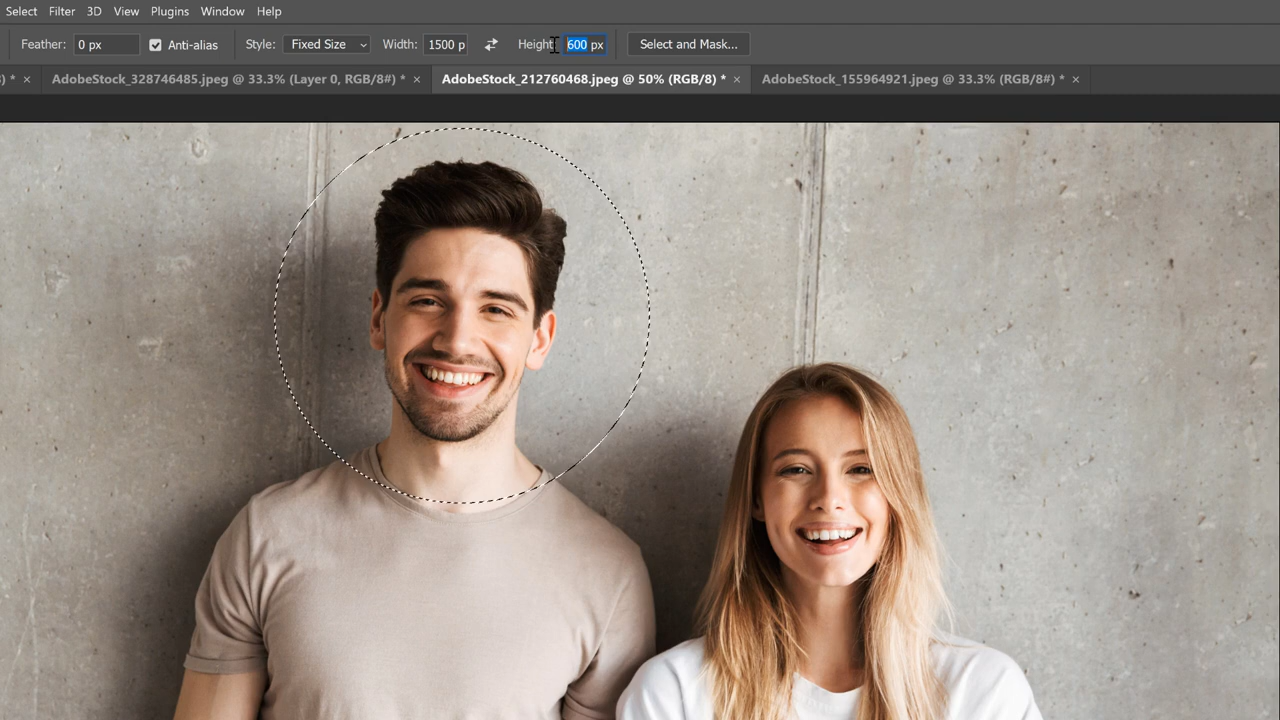 Select Filter 3D View Plugins Window Help
Feather: 0 px Anti-alias Style: Fixed Size Width: 1500 p Height 600 px Select and Mask...
) * × AdobeStock_328746485.jpeg @ 33.3% (Layer 0, RGB/8#) * × AdobeStock_212760468.jpeg @ 50% (RGB/8) * × AdobeStock_155964921.jpeg @ 33.3% (RGB/8#) * ×